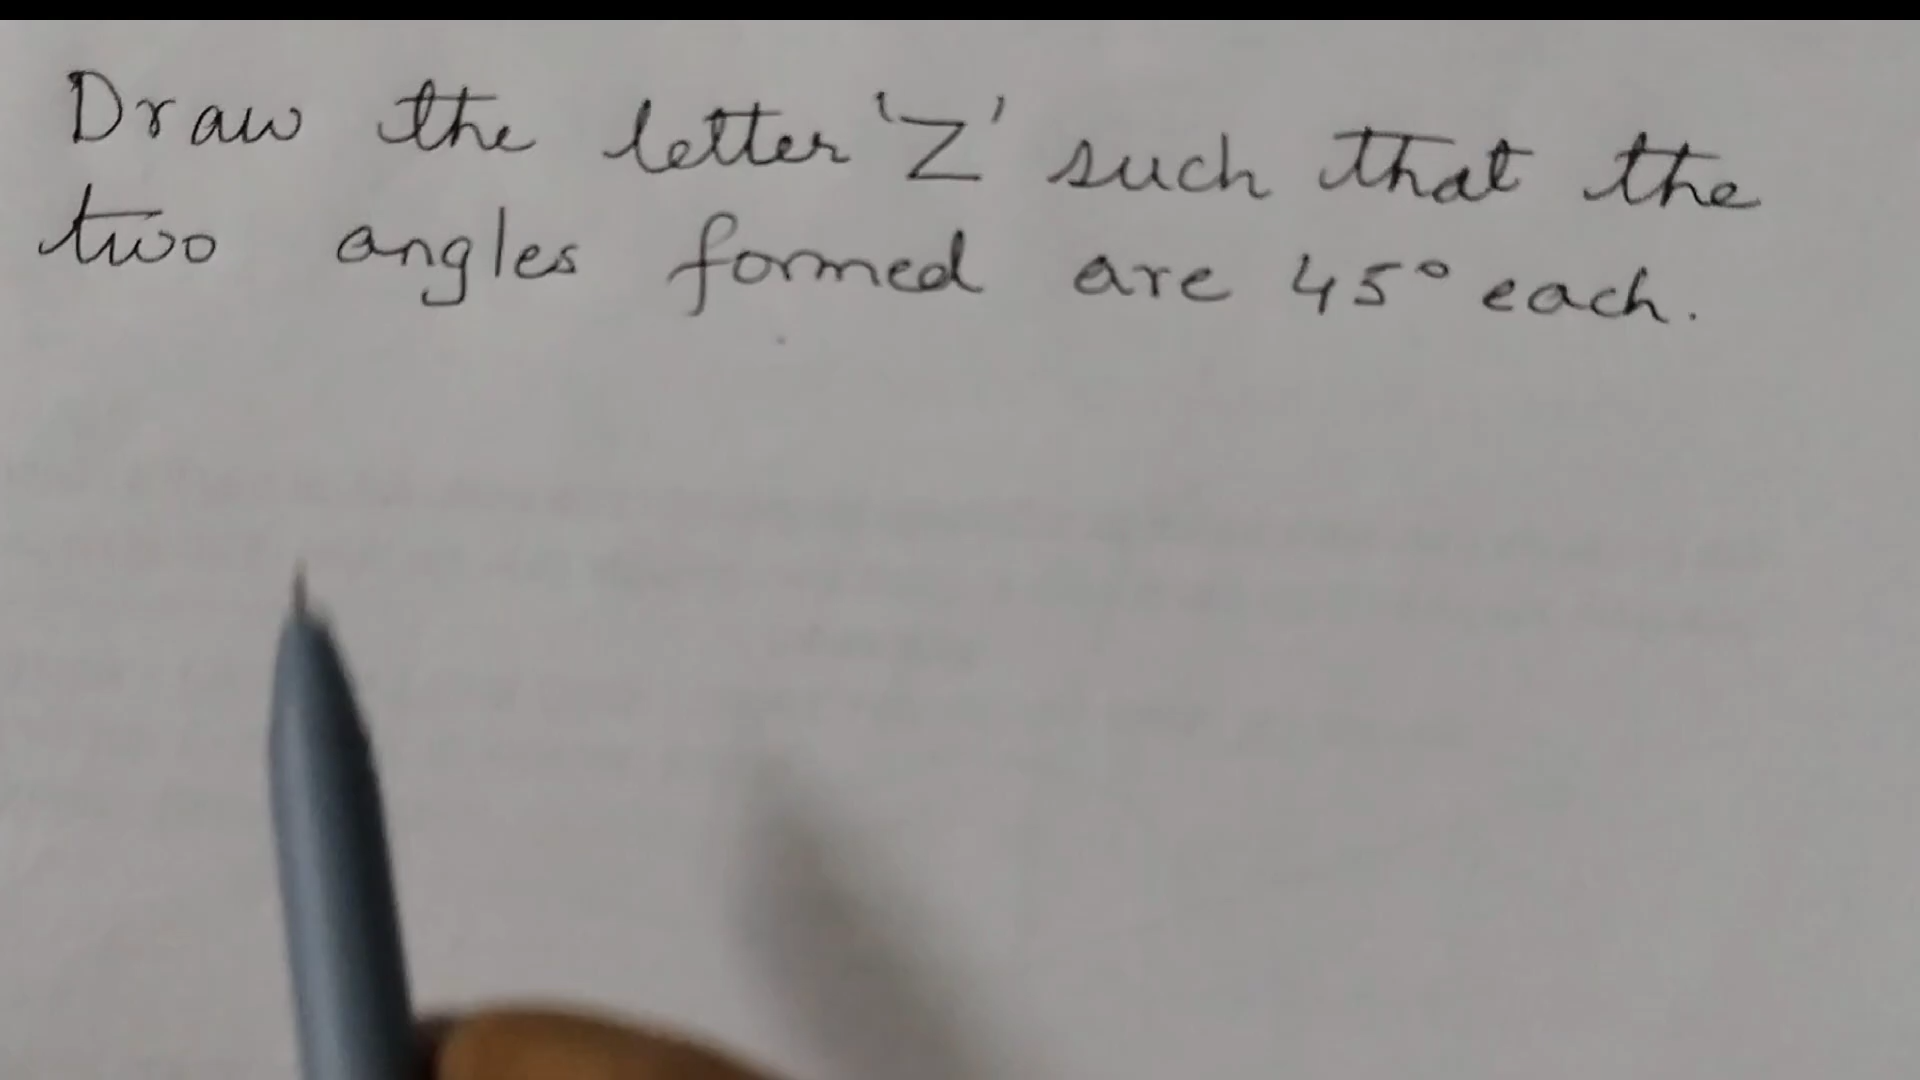 Draw the letter 'Z' such that the
two angles formed are 45° each.